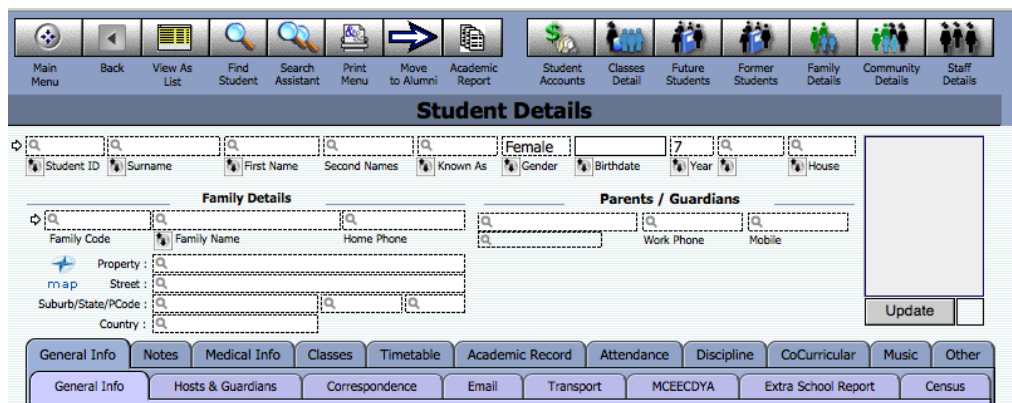 Main Menu Back View As List Find Student Search Assistant Print Menu Move to Alumni Academic Report Student Accounts Classes Detail Future Students Former Students Family Details Community Details Staff Details
Student Details
Female 7
Student ID Surname First Name Second Names Known As Gender Birthdate Year House
Family Details Parents / Guardians
Family Code Family Name Home Phone Work Phone Mobile
Property :
map Street :
Suburb/State/PCode :
Update
Country :
General Info Notes Medical Info Classes Timetable Academic Record Attendance Discipline CoCurricular Music Other
General Info Hosts & Guardians Correspondence Email Transport MCEECDYA Extra School Report Census